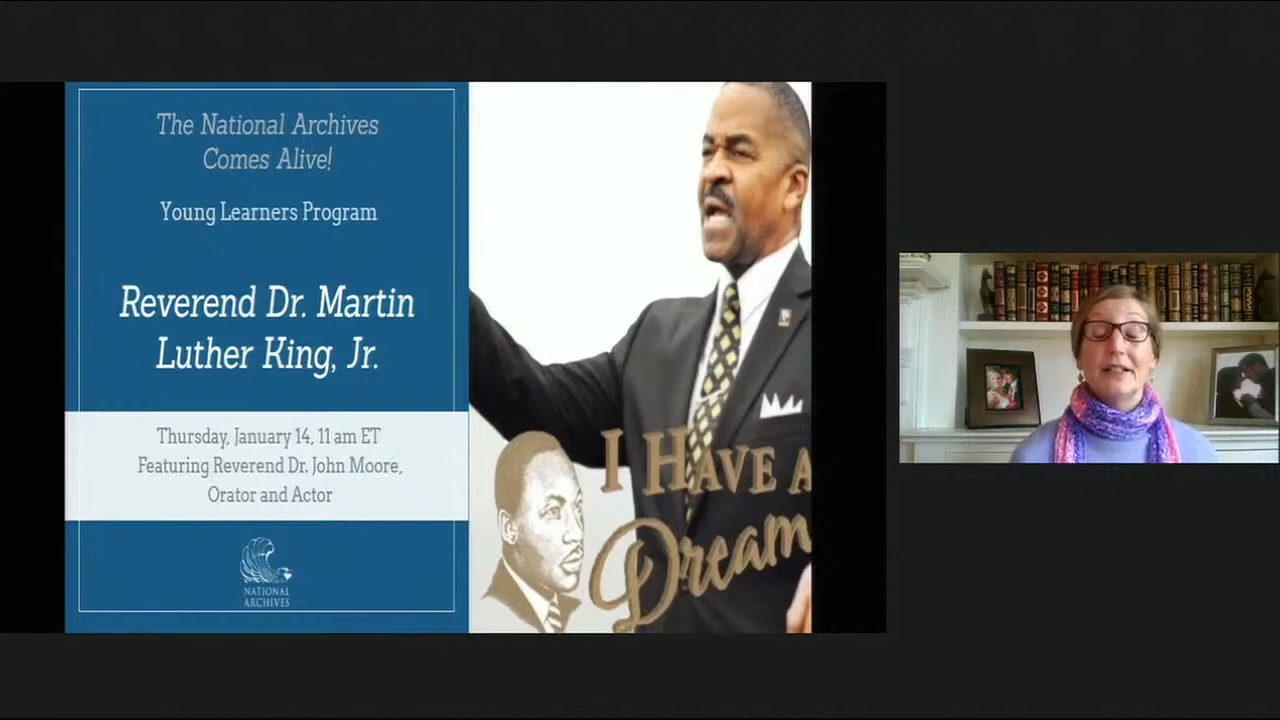 The National Archives
Comes Alive!
Young Learners Program
Reverend Dr. Martin
Luther King, Jr.
Thursday, January 14, 11 am ET
Featuring Reverend Dr. John Moore,
Orator and Actor
NATIONAL
ARCHIVES
I HAVE A
Dream